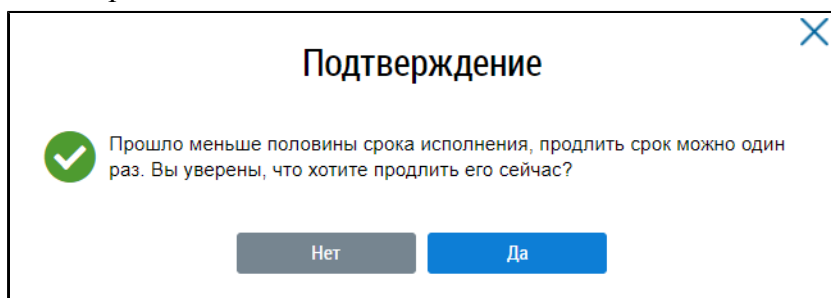 Подтверждение
Прошло меньше половины срока исполнения, продлить срок можно один
раз. Вы уверены, что хотите продлить его сейчас?
Нет
Да